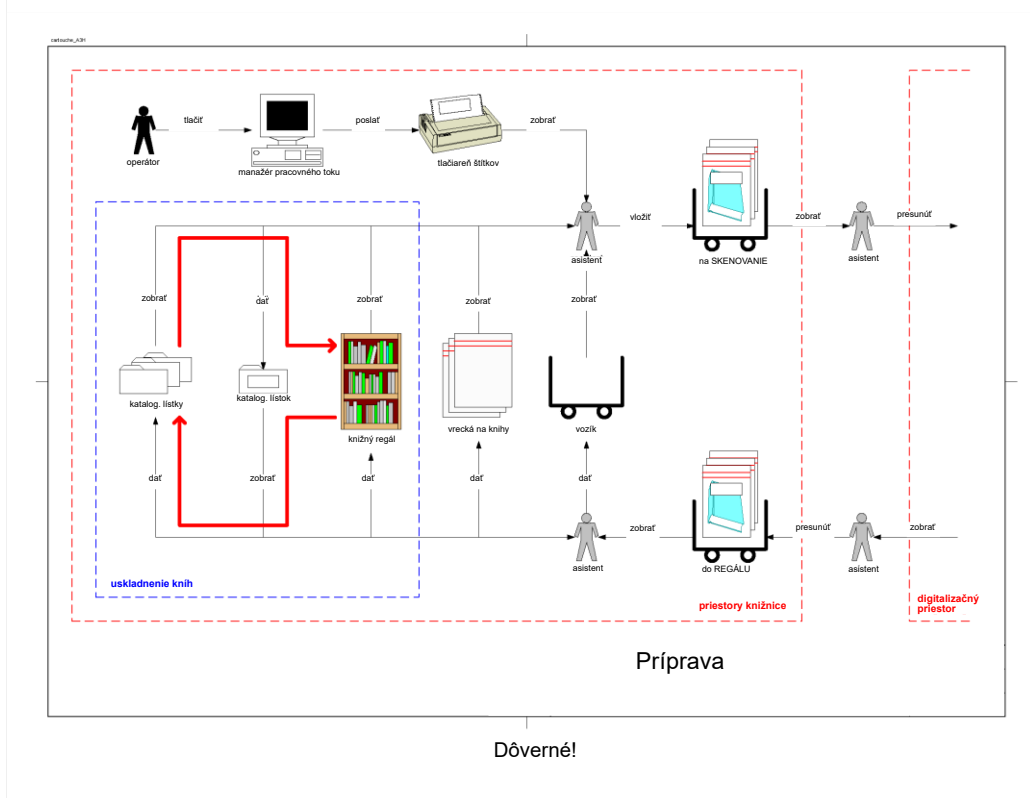 cartouche_A3H
tlačiť
poslať
zobrať
operátor
manažér pracovného toku
tlačiareň štítkov
vložiť
zobrať
presunúť
asistent
na SKENOVANIE
asistent
zobrať
dať
zobrať
zobrať
zobrať
katalog. lístky
katalog. lístok
knižný regál
vrecká na knihy
vozík
dať
zobrať
dať
dať
dať
zobrať
presunúť
zobrať
asistent
do REGÁLU
asistent
uskladnenie kníh
priestory knižnice
digitalizačný
priestor
Príprava
Dôverné!